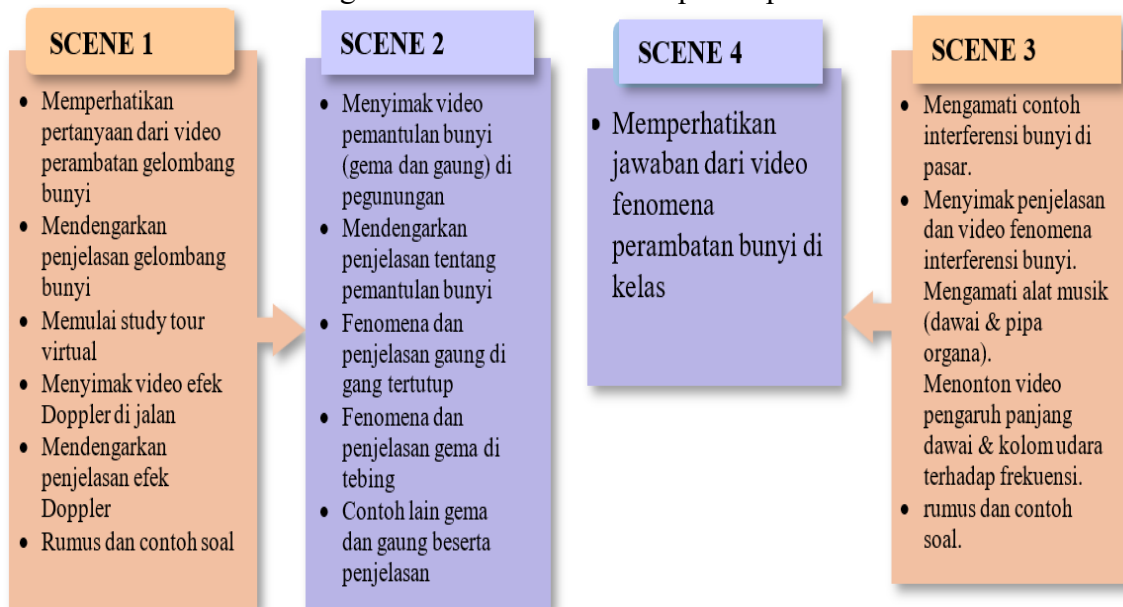 SCENE 1
• Memperhatikan
pertanyaan dari video
perambatan gelombang
bunyi
• Mendengarkan
penjelasan gelombang
bunyi
• Memulai study tour
virtual
• Menyimak video efek
Doppler di jalan
• Mendengarkan
penjelasan efek
Doppler
• Rumus dan contoh soal
SCENE 2
• Menyimak video
pemantulan bunyi
(gema dan gaung) di
pegunungan
• Mendengarkan
penjelasan tentang
pemantulan bunyi
• Fenomena dan
penjelasan gaung di
gang tertutup
• Fenomena dan
penjelasan gema di
tebing
• Contoh lain gema
dan gaung beserta
penjelasan
SCENE 4
• Memperhatikan
jawaban dari video
fenomena
perambatan bunyi di
kelas
SCENE 3
• Mengamati contoh
interferensi bunyi di
pasar.
• Menyimak penjelasan
dan video fenomena
interferensi bunyi.
Mengamati alat musik
(dawai & pipa
organa).
Menonton video
pengaruh panjang
dawai & kolom udara
terhadap frekuensi.
• rumus dan contoh
soal.